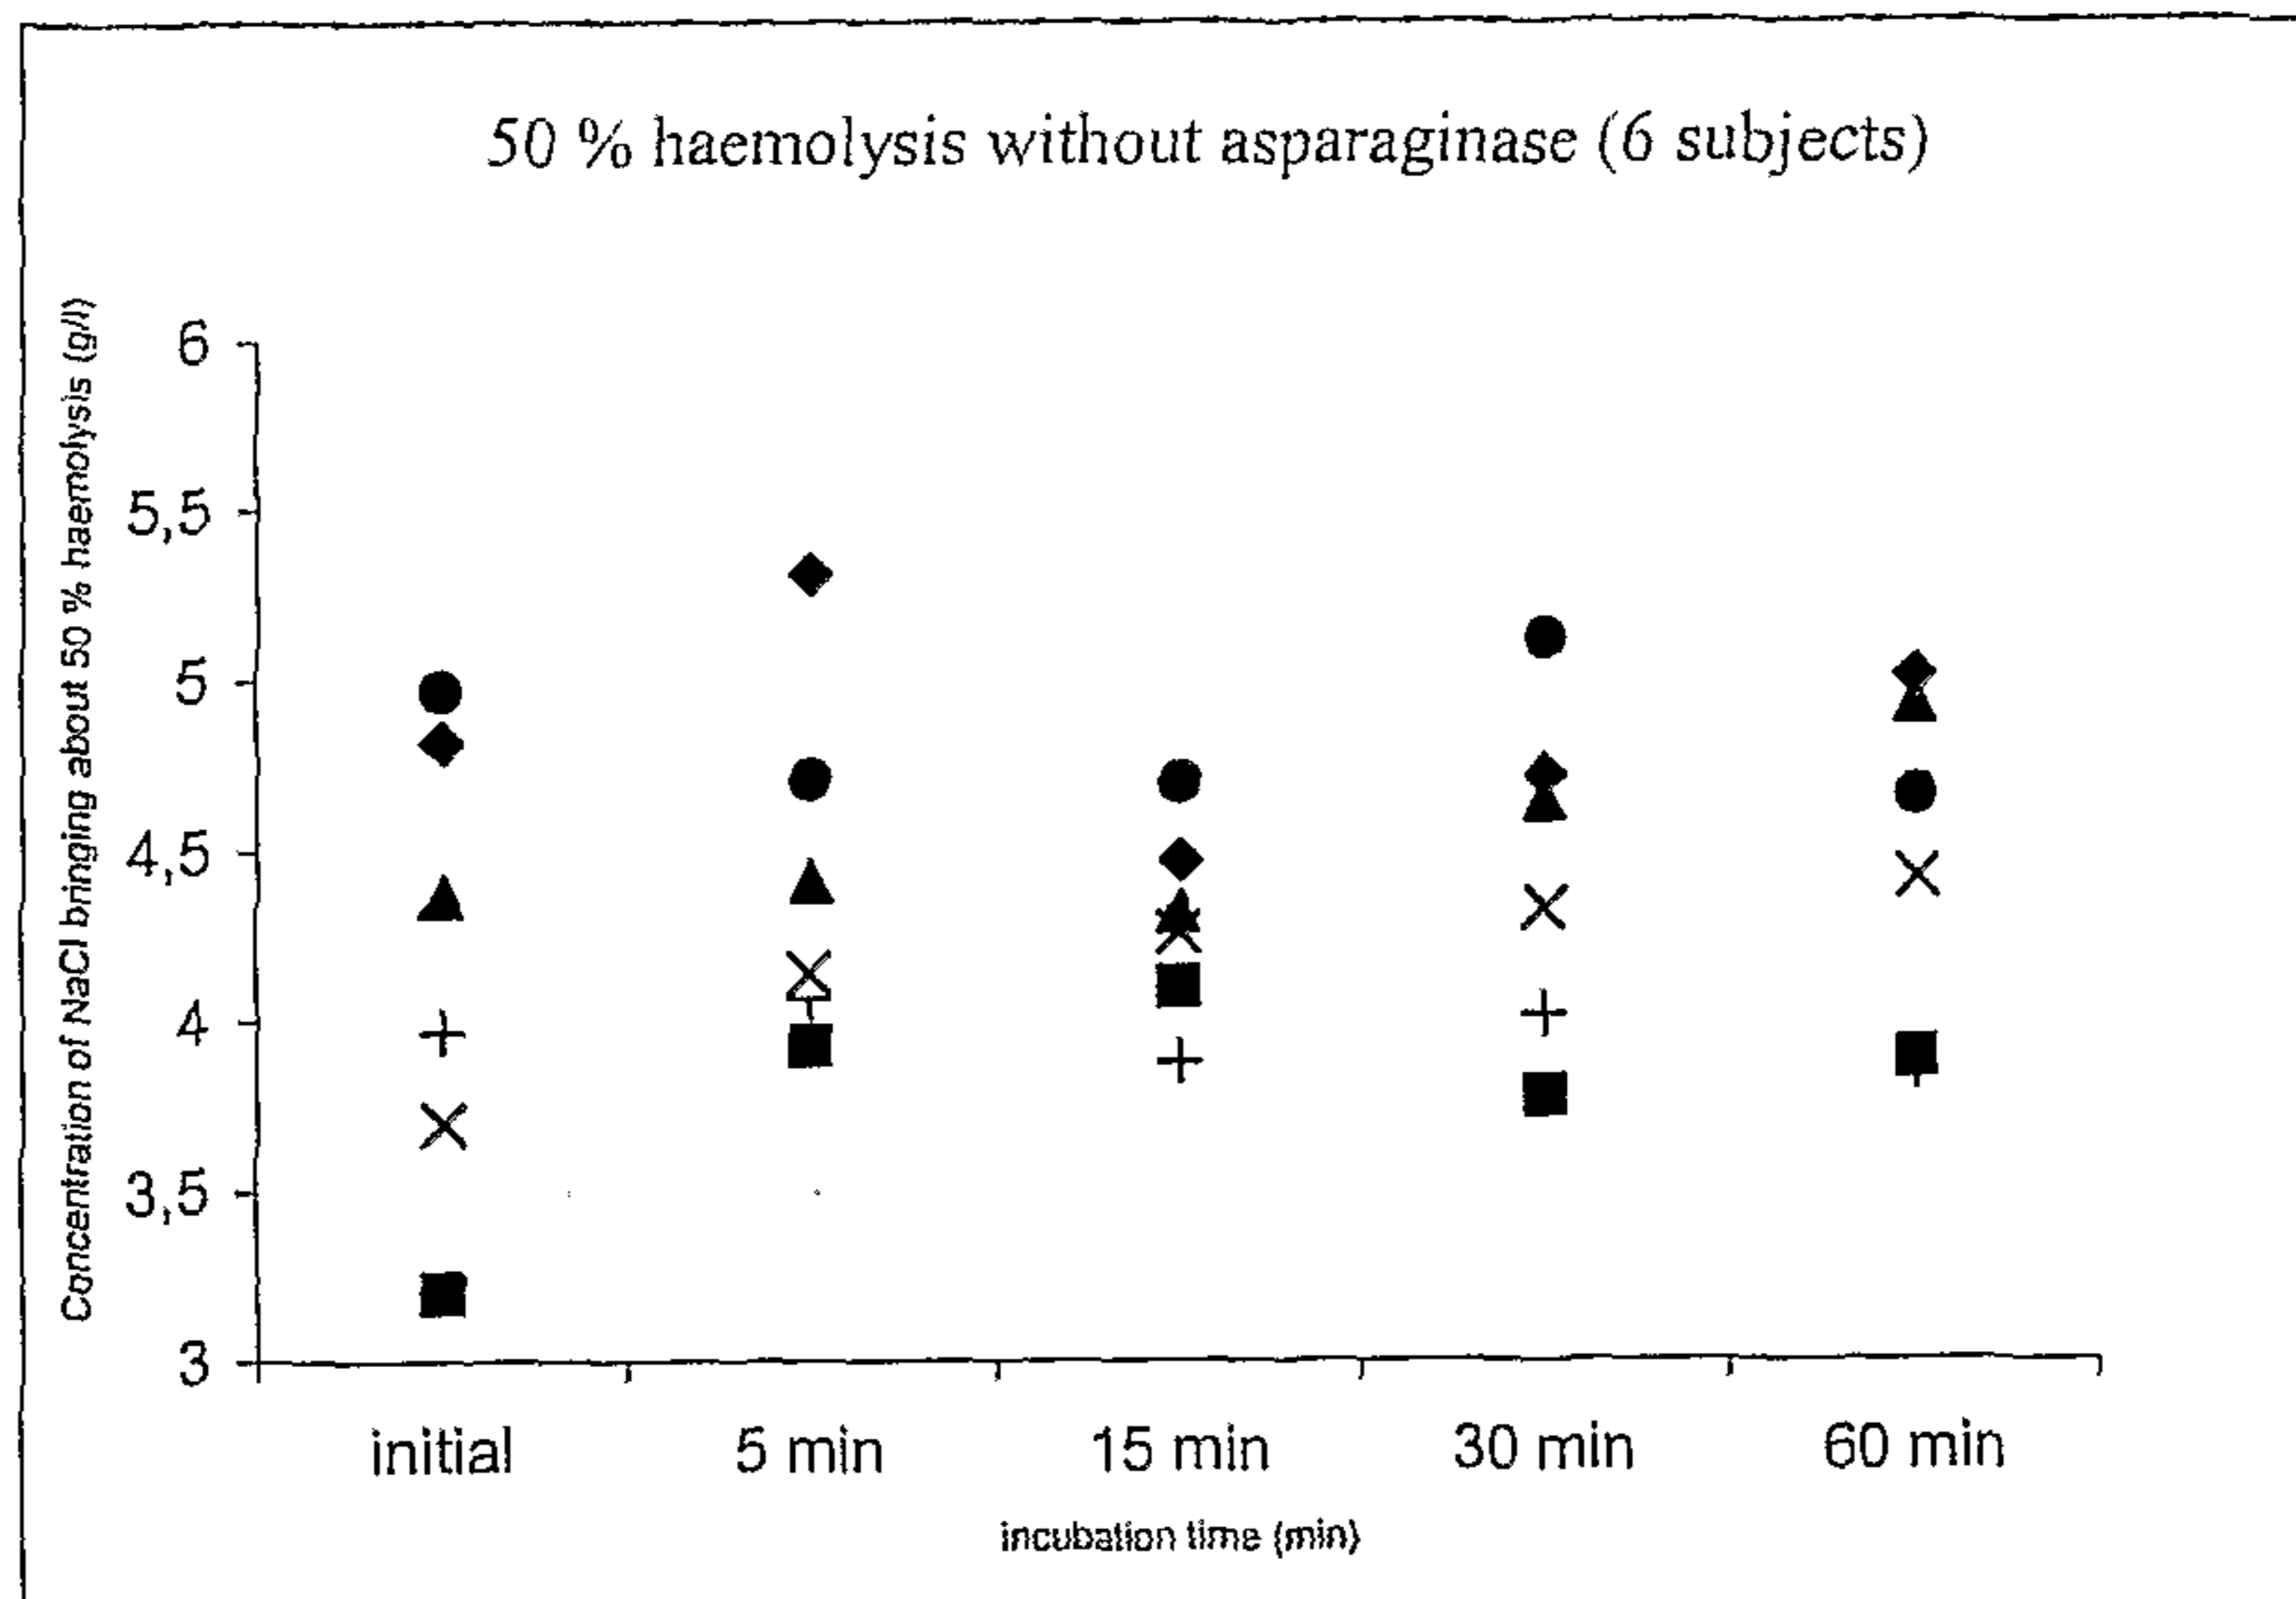 50 % haemolysis without asparaginase (6 subjects)
Concentration of NaCl bringing about 50 % haemolysis (g/l)
6
5,5
5
4,5
4
3,5
3
initial 5 min 15 min 30 min 60 min
incubation time (min)